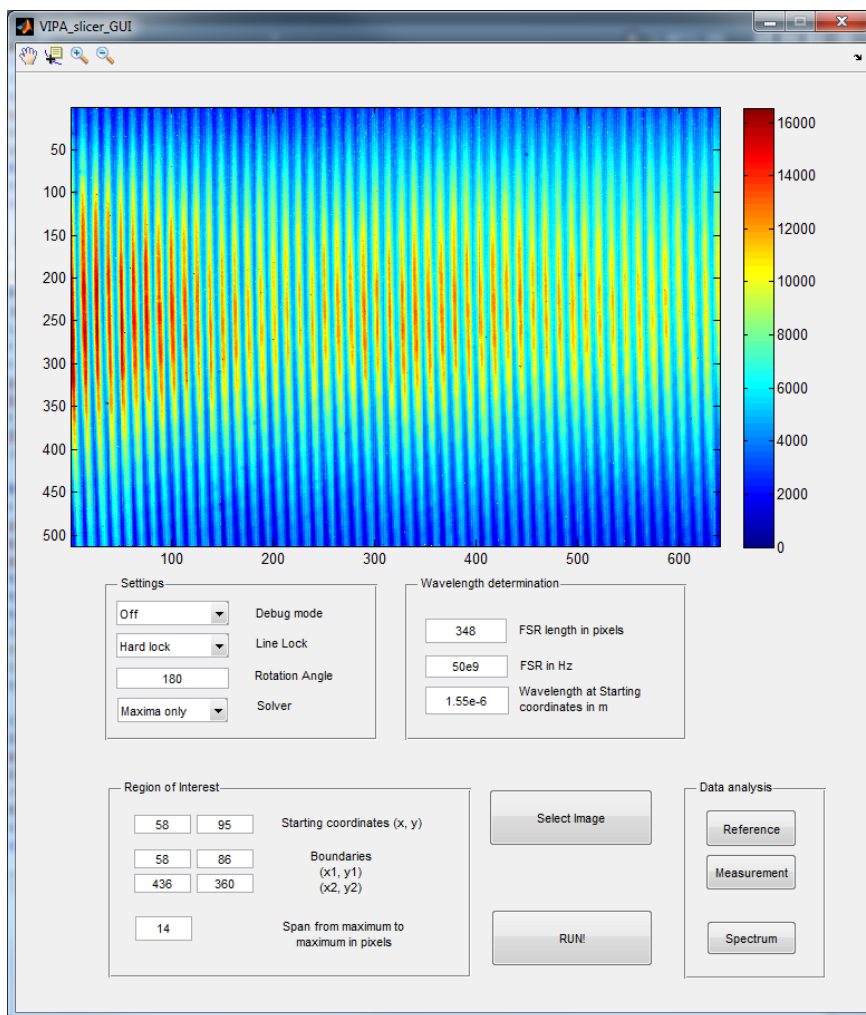 VIPA_slicer_GUI
50
100
150
200
250
300
350
400
450
500
100 200 300 400 500 600
16000
14000
12000
10000
8000
6000
4000
2000
0
Settings
Off Debug mode
Hard lock Line Lock
180 Rotation Angle
Maxima only Solver
Wavelength determination
348 FSR length in pixels
50e9 FSR in Hz
1.55e-6 Wavelength at Starting
coordinates in m
Region of Interest
58 95 Starting coordinates (x, y)
58 86 Boundaries
(x1, y1)
436 360 (x2, y2)
14 Span from maximum to
maximum in pixels
Select Image
RUN!
Data analysis
Reference
Measurement
Spectrum